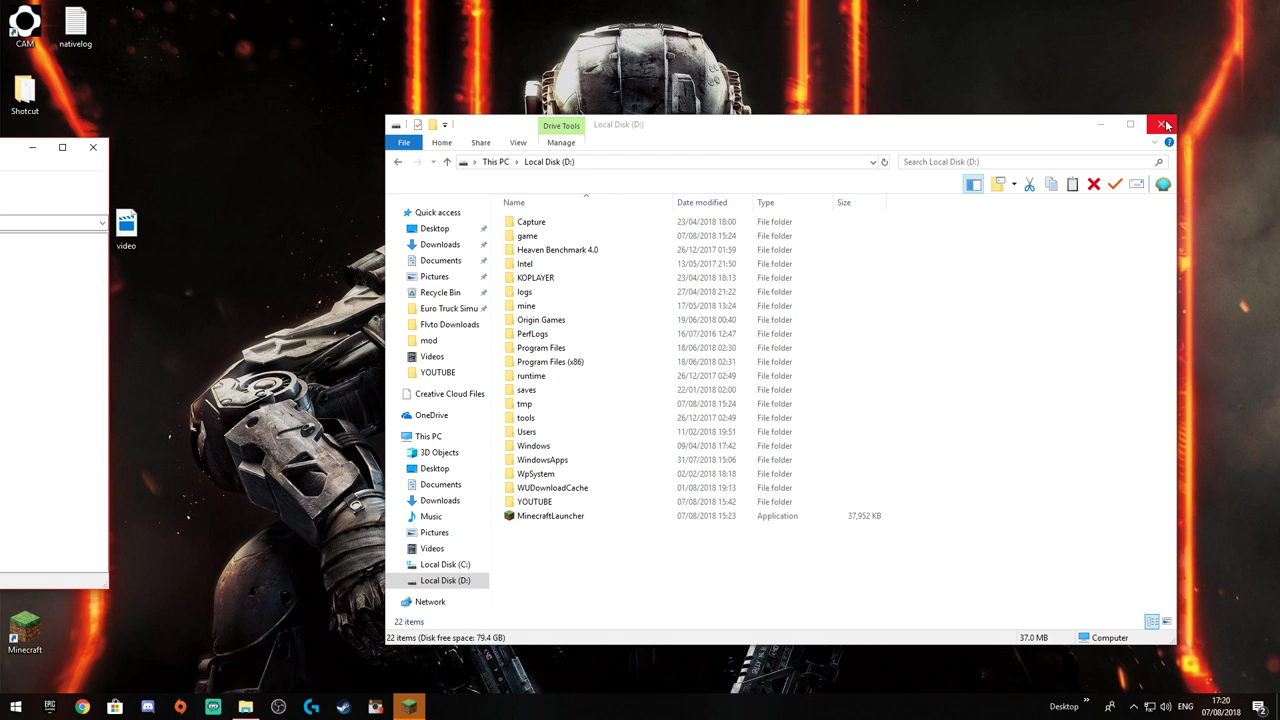 CAM
nativelog
Shotcut
video
Minecraft
Drive Tools
Local Disk (D:)
File
Home
Share
View
Manage
This PC
Local Disk (D:)
Search Local Disk (D:)
Name
Date modified
Type
Size
Quick access
Desktop
Downloads
Documents
Pictures
Recycle Bin
Euro Truck Simu
Flvto Downloads
mod
Videos
YOUTUBE
Creative Cloud Files
OneDrive
This PC
3D Objects
Desktop
Documents
Downloads
Music
Pictures
Videos
Local Disk (C:)
Local Disk (D:)
Network
Capture 23/04/2018 18:00 File folder
game 07/08/2018 15:24 File folder
Heaven Benchmark 4.0 26/12/2017 01:59 File folder
Intel 13/05/2017 21:50 File folder
KOPLAYER 23/04/2018 18:13 File folder
logs 27/04/2018 21:22 File folder
mine 17/05/2018 13:24 File folder
Origin Games 19/06/2018 00:40 File folder
PerfLogs 16/07/2016 12:47 File folder
Program Files 18/06/2018 02:30 File folder
Program Files (x86) 18/06/2018 02:31 File folder
runtime 26/12/2017 02:49 File folder
saves 22/01/2018 02:00 File folder
tmp 07/08/2018 15:24 File folder
tools 26/12/2017 02:49 File folder
Users 11/02/2018 19:51 File folder
Windows 09/04/2018 17:42 File folder
WindowsApps 31/07/2018 15:06 File folder
WpSystem 02/02/2018 18:18 File folder
WUDownloadCache 01/08/2018 19:13 File folder
YOUTUBE 07/08/2018 15:42 File folder
MinecraftLauncher 07/08/2018 15:23 Application 37,952 KB
22 items
22 items (Disk free space: 79.4 GB)
37.0 MB
Computer
EPIC
Desktop
ENG
17:20
07/08/2018
2